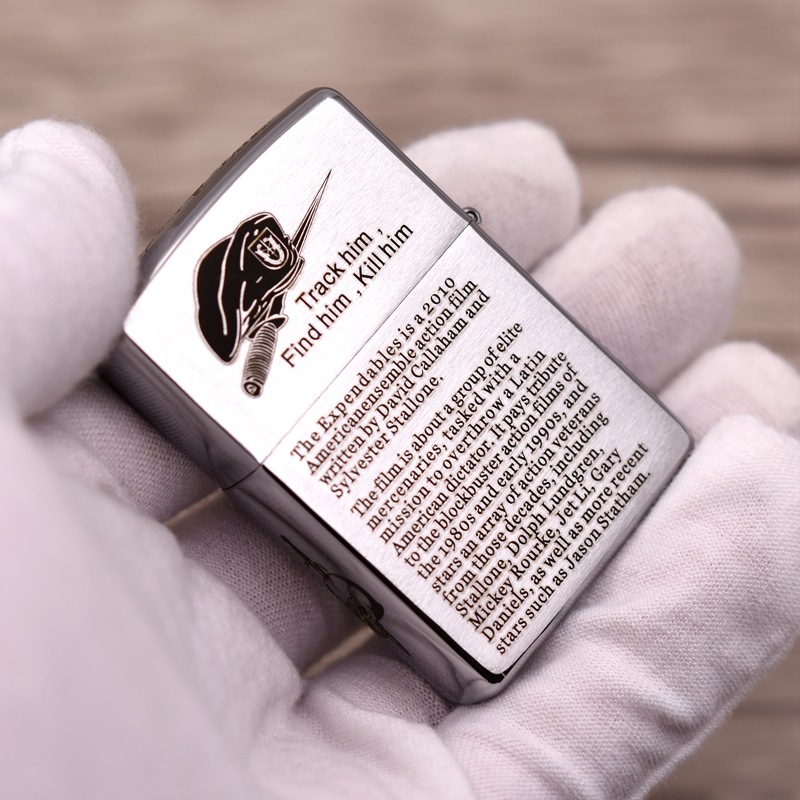 Track him ,
Find him , Kill him
The Expendables is a 2010
Americanensemble action film
written by David Callaham and
Sylvester Stallone.
The film is about a group of elite
mercenaries, tasked with a
mission to overthrow a Latin
American dictator. It pays tribute
to the blockbuster action films of
the 1980s and early 1990s, and
stars an array of action veterans
from those decades, including
Stallone, Dolph Lundgren,
Mickey Rourke, Jet Li, Gary
Daniels, as well as more recent
stars such as Jason Statham.